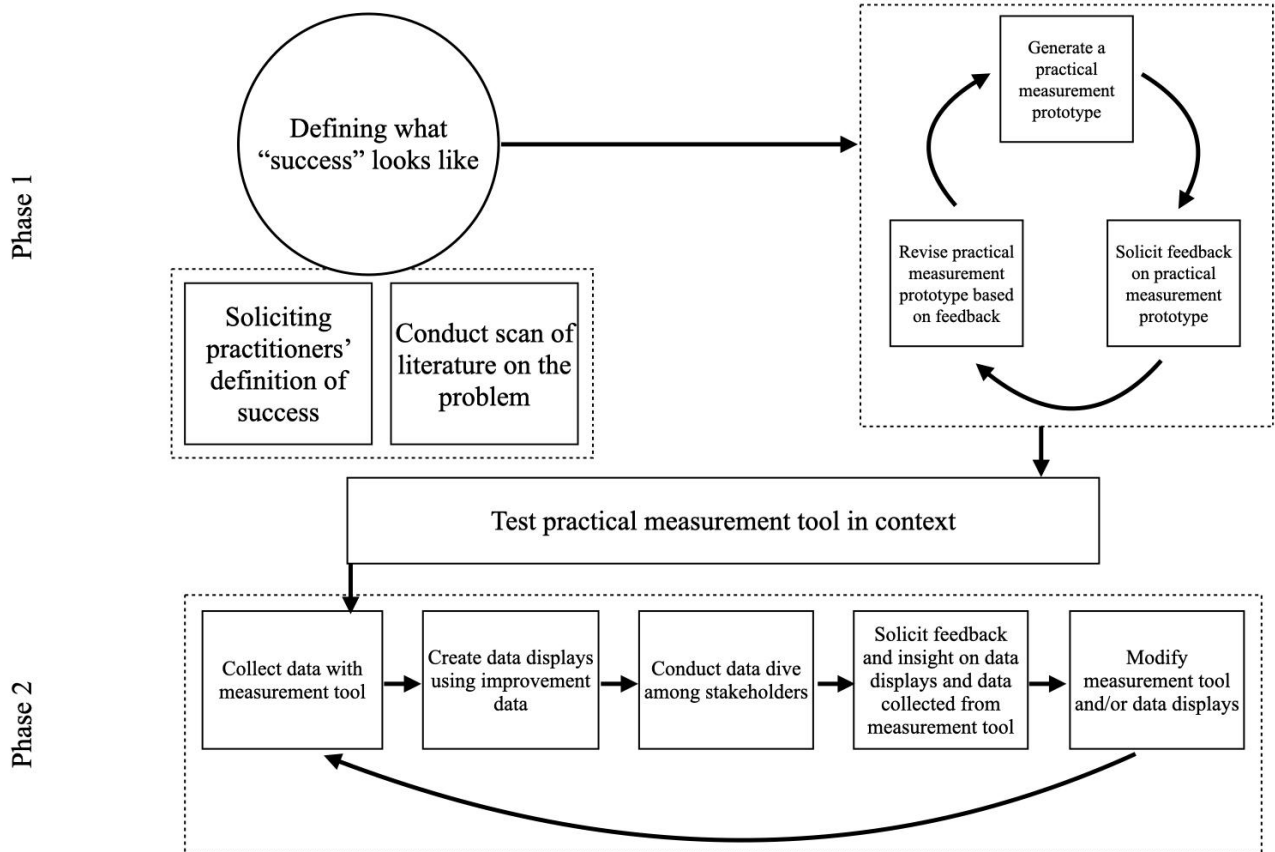 Phase 1
Defining what
“success” looks like
Soliciting
practitioners’
definition of
success
Conduct scan of
literature on the
problem
Generate a
practical
measurement
prototype
Solicit feedback
on practical
measurement
prototype
Revise practical
measurement
prototype based
on feedback
Test practical measurement tool in context
Phase 2
Collect data with
measurement tool
Create data displays
using improvement
data
Conduct data dive
among stakeholders
Solicit feedback
and insight on data
displays and data
collected from
measurement tool
Modify
measurement tool
and/or data displays